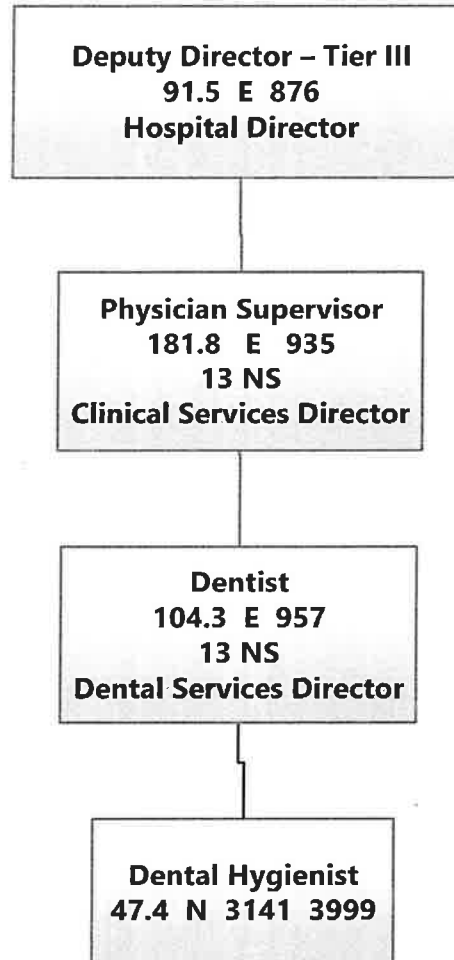 Deputy Director – Tier III
91.5 E 876
Hospital Director
Physician Supervisor
181.8 E 935
13 NS
Clinical Services Director
Dentist
104.3 E 957
13 NS
Dental Services Director
Dental Hygienist
47.4 N 3141 3999